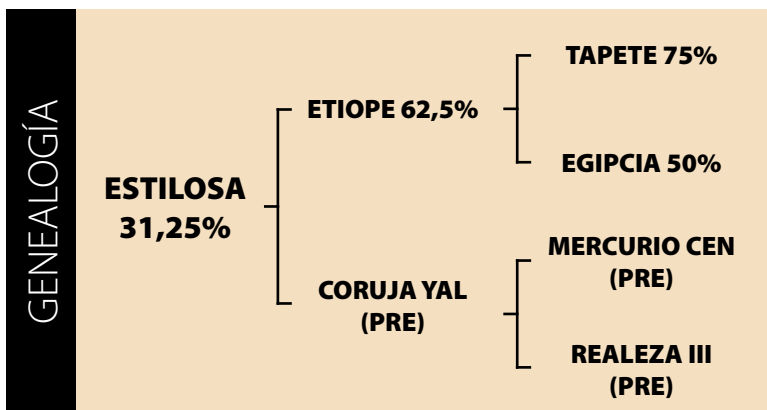 GENEALOGÍA
ESTILOSA
31,25%
ETIOPE 62,5%
CORUJA YAL
(PRE)
TAPETE 75%
EGIPCIA 50%
MERCURIO CEN
(PRE)
REALEZA III
(PRE)